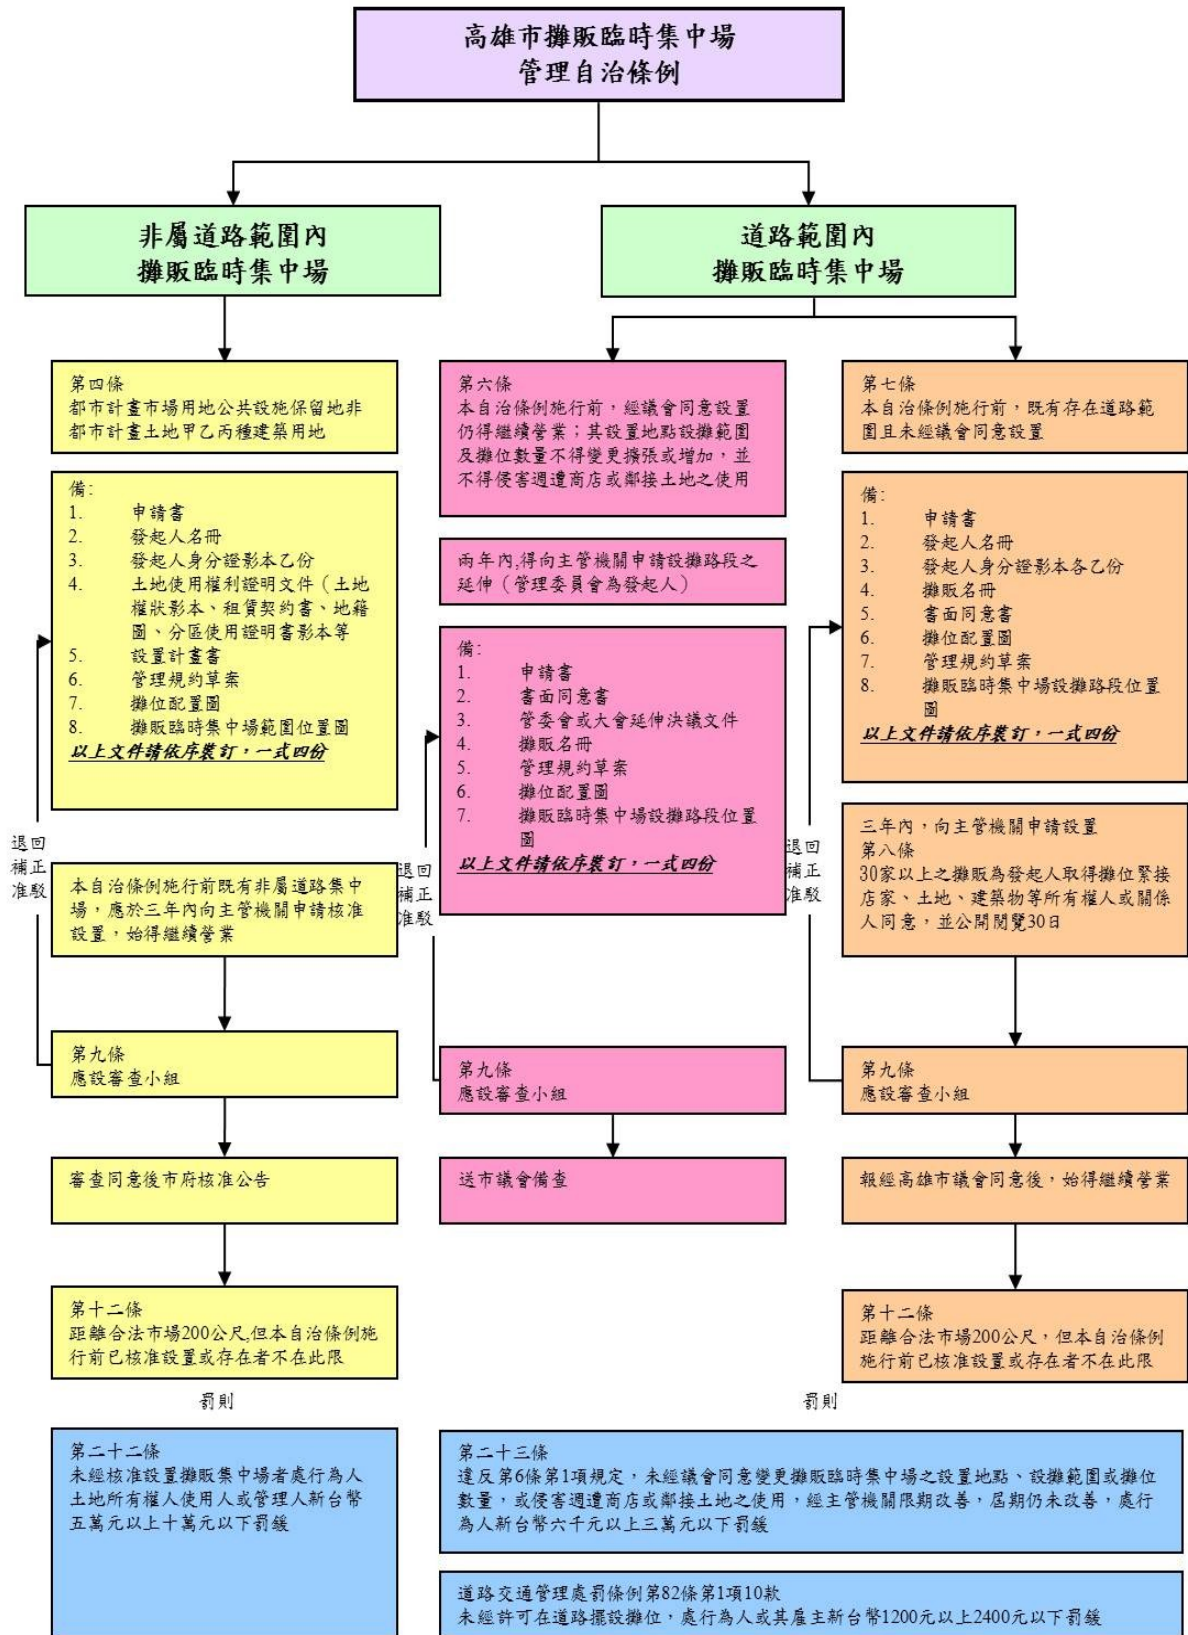 高雄市攤販臨時集中場
管理自治條例
非屬道路範圍內
攤販臨時集中場
道路範圍內
攤販臨時集中場
第四條
都市計畫市場用地公共設施保留地非
都市計畫土地甲乙丙種建築用地
備:
1. 申請書
2. 發起人名冊
3. 發起人身分證影本乙份
4. 土地使用權利證明文件（土地
權狀影本、租賃契約書、地籍
圖、分區使用證明書影本等
5. 設置計畫書
6. 管理規約草案
7. 攤位配置圖
8. 攤販臨時集中場範圍位置圖
以上文件請依序裝訂，一式四份
退回
補正
准駁
本自治條例施行前既有非屬道路集中
場，應於三年內向主管機關申請核准
設置，始得繼續營業
第九條
應設審查小組
審查同意後市府核准公告
第十二條
距離合法市場200公尺,但本自治條例施
行前已核准設置或存在者不在此限
罰則
第二十二條
未經核准設置攤販集中場者處行為人
土地所有權人使用人或管理人新台幣
五萬元以上十萬元以下罰鍰
第六條
本自治條例施行前，經議會同意設置
仍得繼續營業；其設置地點設攤範圍
及攤位數量不得變更擴張或增加，並
不得侵害週遭商店或鄰接土地之使用
兩年內,得向主管機關申請設攤路段之
延伸（管理委員會為發起人）
備:
1. 申請書
2. 書面同意書
3. 管委會或大會延伸決議文件
4. 攤販名冊
5. 管理規約草案
6. 攤位配置圖
7. 攤販臨時集中場設攤路段位置
圖
以上文件請依序裝訂，一式四份
退回
補正
准駁
第九條
應設審查小組
送市議會備查
第七條
本自治條例施行前，既有存在道路範
圍且未經議會同意設置
備:
1. 申請書
2. 發起人名冊
3. 發起人身分證影本各乙份
4. 攤販名冊
5. 書面同意書
6. 攤位配置圖
7. 管理規約草案
8. 攤販臨時集中場設攤路段位置
圖
以上文件請依序裝訂，一式四份
退回
補正
准駁
三年內，向主管機關申請設置
第八條
30家以上之攤販為發起人取得攤位緊接
店家、土地、建築物等所有權人或關係
人同意，並公開閱覽30日
第九條
應設審查小組
報經高雄市議會同意後，始得繼續營業
第十二條
距離合法市場200公尺，但本自治條例
施行前已核准設置或存在者不在此限
罰則
第二十三條
違反第6條第1項規定，未經議會同意變更攤販臨時集中場之設置地點、設攤範圍或攤位
數量，或侵害週遭商店或鄰接土地之使用，經主管機關限期改善，屆期仍未改善，處行
為人新台幣六千元以上三萬元以下罰鍰
道路交通管理處罰條例第82條第1項10款
未經許可在道路擺設攤位，處行為人或其雇主新台幣1200元以上2400元以下罰鍰